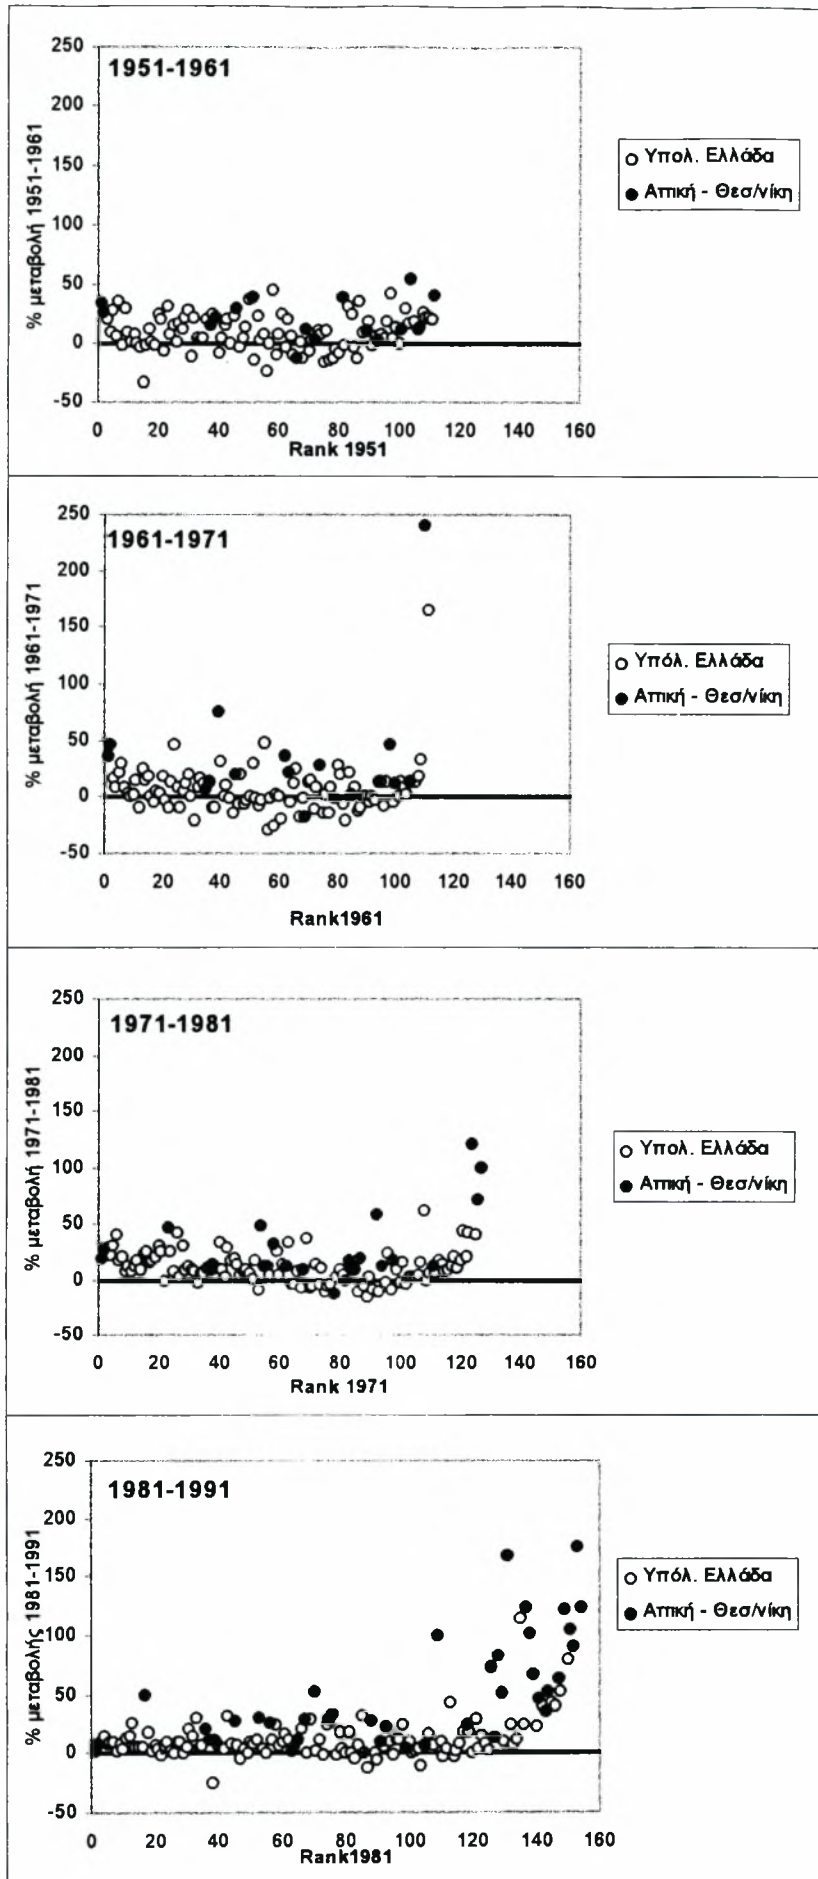 1951-1961
% μεταβολή 1951-1961
250
200
150
100
50
0
-50
0 20 40 60 80 100 120 140 160
Rank 1951
Υπολ. Ελλάδα
Αττική - Θεσ/νίκη
1961-1971
% μεταβολή 1961-1971
250
200
150
100
50
0
-50
0 20 40 60 80 100 120 140 160
Rank1961
Υπόλ. Ελλάδα
Αττική - Θεσ/νίκη
1971-1981
% μεταβολή 1971-1981
250
200
150
100
50
0
-50
0 20 40 60 80 100 120 140 160
Rank 1971
Υπολ. Ελλάδα
Αττική - Θεσ/νίκη
1981-1991
% μεταβολής 1981-1991
250
200
150
100
50
0
-50
0 20 40 60 80 100 120 140 160
Rank1981
Υπόλ. Ελλάδα
Αττική - Θεσ/νίκη